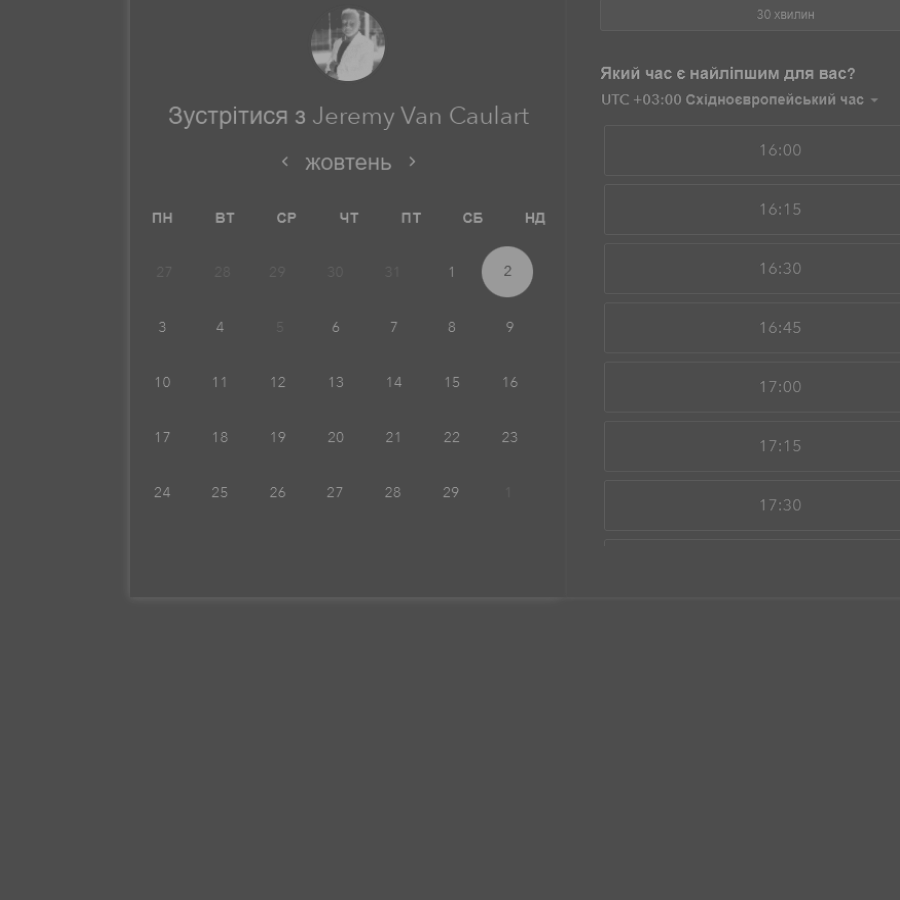 Зустрітися з Jeremy Van Caulart
жовтень
ПН ВТ СР ЧТ ПТ СБ НД
27 28 29 30 31 1 2
3 4 5 6 7 8 9
10 11 12 13 14 15 16
17 18 19 20 21 22 23
24 25 26 27 28 29 1
30 хвилин
Який час є найліпшим для вас?
UTC +03:00 Східноєвропейський час
16:00
16:15
16:30
16:45
17:00
17:15
17:30